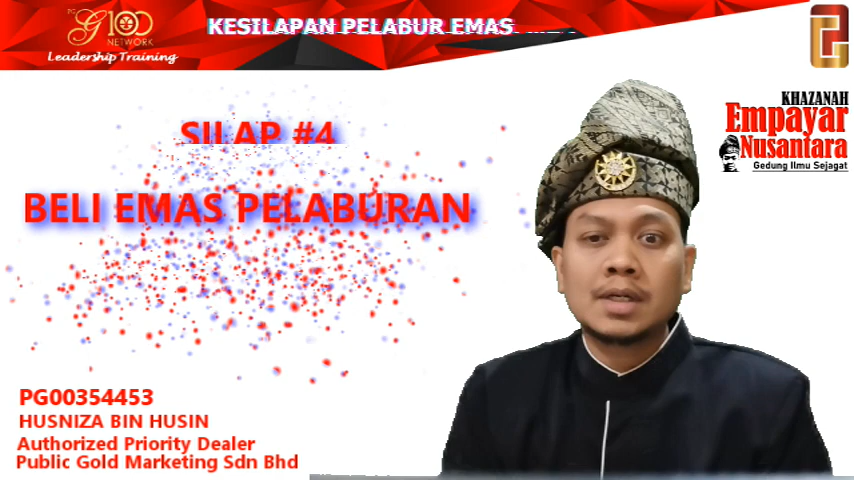 PG
G100
NETWORK
Leadership Training
KESILAPAN PELABUR EMAS
SILAP #4
BELI EMAS PELABURAN
KHAZANAH
Empayar
Nusantara
Gedung Ilmu Sejagat
PG00354453
HUSNIZA BIN HUSIN
Authorized Priority Dealer
Public Gold Marketing Sdn Bhd